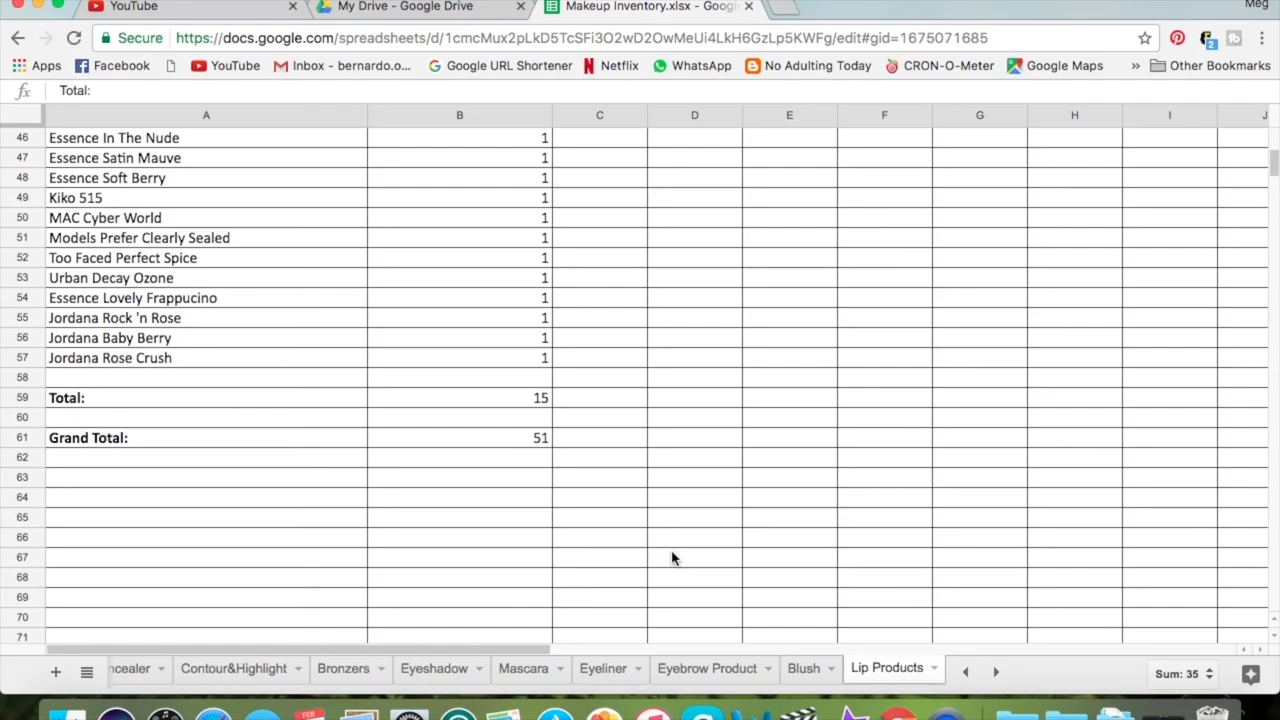 YouTube × My Drive - Google Drive × Makeup Inventory.xlsx - Googl × Meg
Secure https://docs.google.com/spreadsheets/d/1cmcMux2pLkD5TcSFi3O2wD2OwMeUi4LkH6GzLp5KWFg/edit#gid=1675071685 2
Apps Facebook YouTube Inbox - bernardo.o... Google URL Shortener Netflix WhatsApp No Adulting Today CRON-O-Meter Google Maps » Other Bookmarks
fx Total:
A B C D E F G H I J
46 Essence In The Nude 1
47 Essence Satin Mauve 1
48 Essence Soft Berry 1
49 Kiko 515 1
50 MAC Cyber World 1
51 Models Prefer Clearly Sealed 1
52 Too Faced Perfect Spice 1
53 Urban Decay Ozone 1
54 Essence Lovely Frappucino 1
55 Jordana Rock 'n Rose 1
56 Jordana Baby Berry 1
57 Jordana Rose Crush 1
58
59 Total: 15
60
61 Grand Total: 51
62
63
64
65
66
67
68
69
70
71
ncealer Contour&Highlight Bronzers Eyeshadow Mascara Eyeliner Eyebrow Product Blush Lip Products Sum: 35
FEB